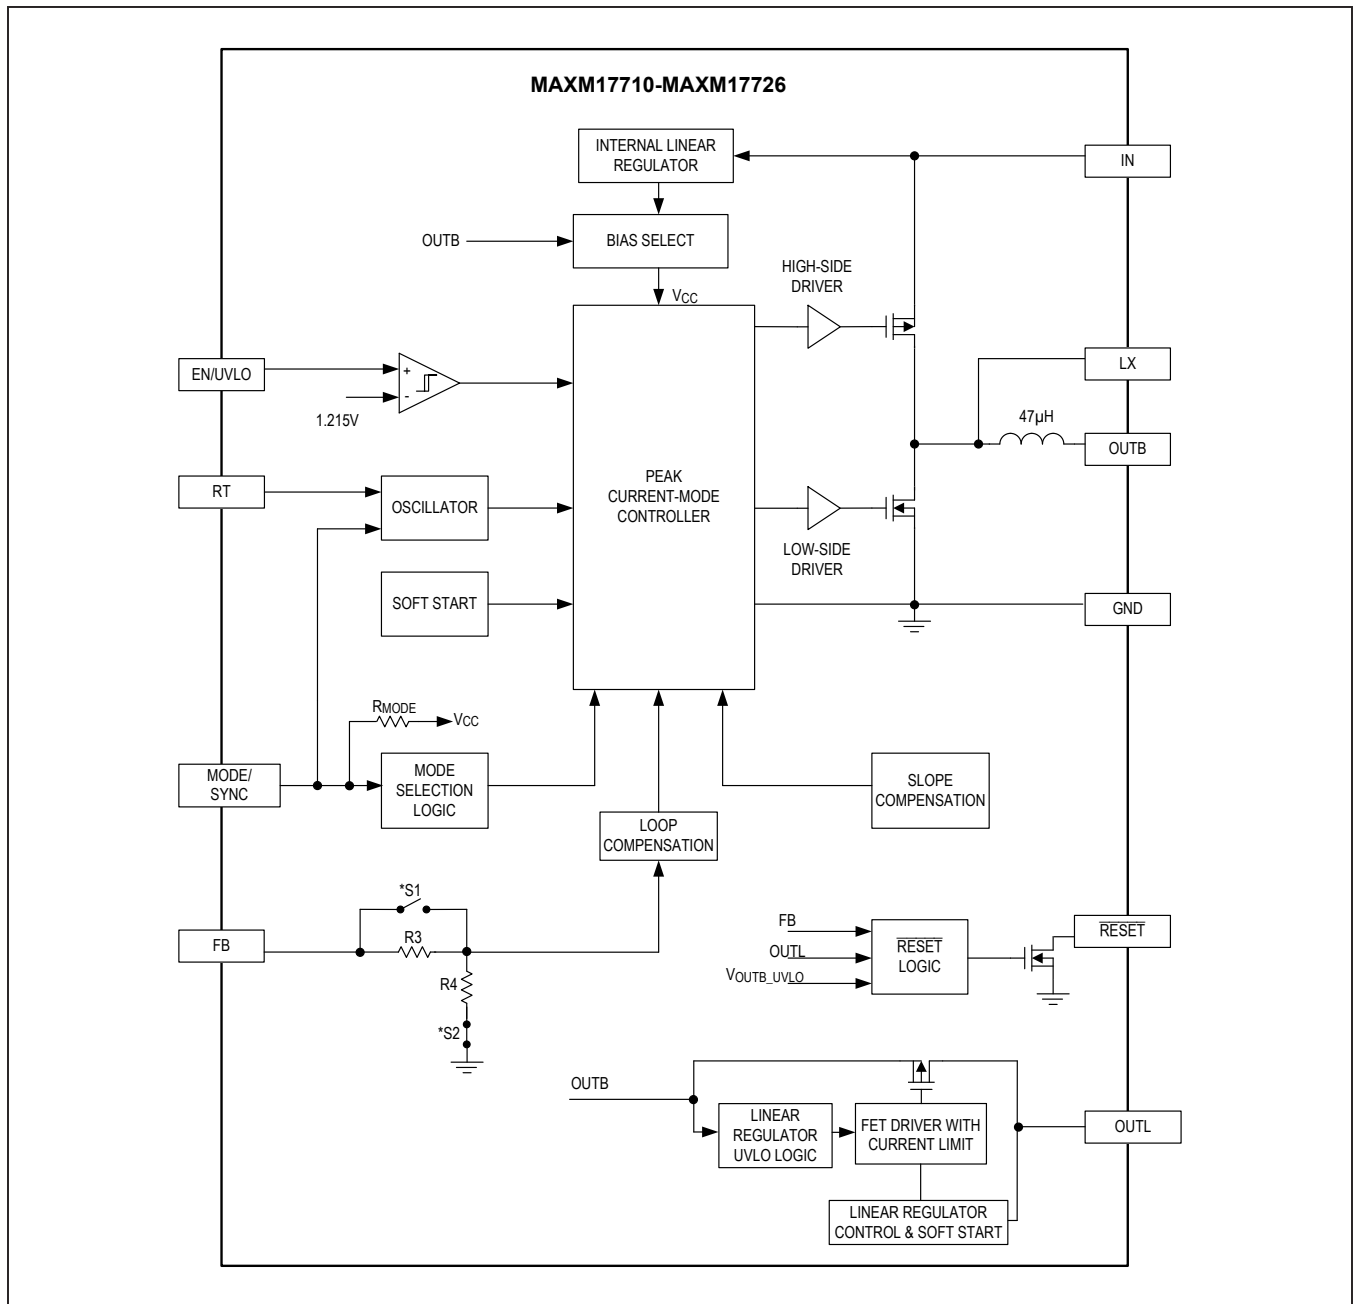 MAXM17710-MAXM17726
INTERNAL LINEAR
REGULATOR
IN
OUTB
BIAS SELECT
VCC
HIGH-SIDE
DRIVER
EN/UVLO
+
-
1.215V
LX
47µH
OUTB
RT
OSCILLATOR
PEAK
CURRENT-MODE
CONTROLLER
LOW-SIDE
DRIVER
SOFT START
GND
RMODE
VCC
MODE/
SYNC
MODE
SELECTION
LOGIC
SLOPE
COMPENSATION
LOOP
COMPENSATION
*S1
FB
R3
R4
*S2
FB
OUTL
VOUTB_UVLO
RESET
LOGIC
RESET
OUTB
LINEAR
REGULATOR
UVLO LOGIC
FET DRIVER WITH
CURRENT LIMIT
OUTL
LINEAR REGULATOR
CONTROL & SOFT START